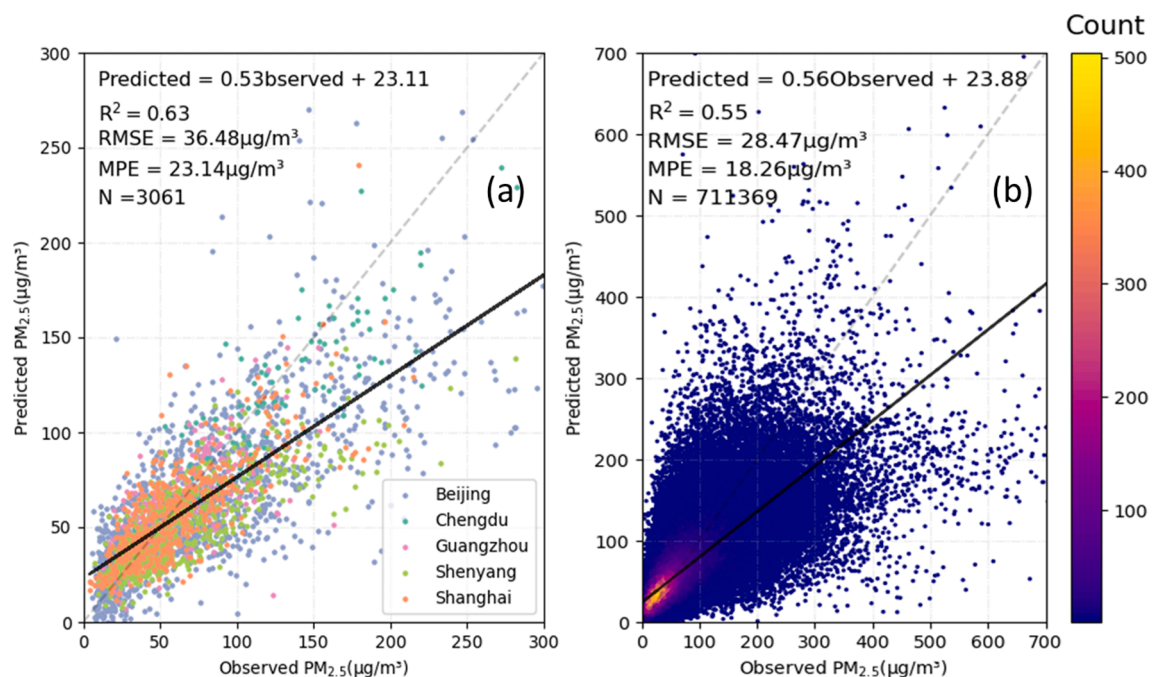 Count
Predicted = 0.53bserved + 23.11
R² = 0.63
RMSE = 36.48μg/m³
MPE = 23.14μg/m³
N =3061
(a)
300
250
200
150
100
50
0
Predicted PM₂.₅(μg/m³)
Beijing
Chengdu
Guangzhou
Shenyang
Shanghai
0 50 100 150 200 250 300
Observed PM₂.₅(μg/m³)
Predicted = 0.56Observed + 23.88
R² = 0.55
RMSE = 28.47μg/m³
MPE = 18.26μg/m³
N = 711369
(b)
700
600
500
400
300
200
100
0
Predicted PM₂.₅(μg/m³)
0 100 200 300 400 500 600 700
Observed PM₂.₅(μg/m³)
500
400
300
200
100